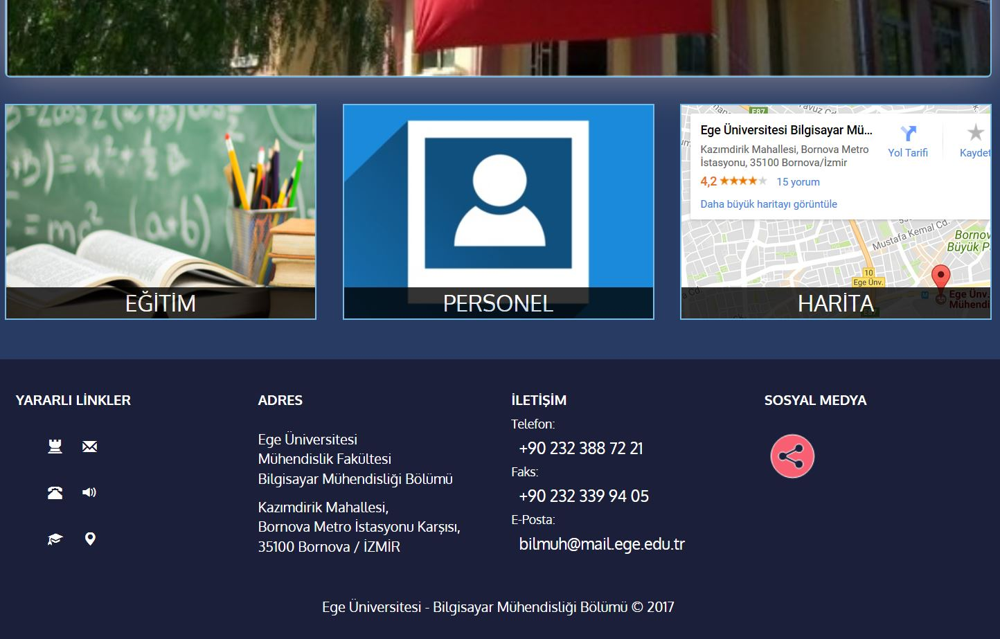 E87
Ege Üniversitesi Bilgisayar Mü...
Kazımdirik Mahallesi, Bornova Metro
İstasyonu, 35100 Bornova/İzmir
4,2
15 yorum
Daha büyük haritayı görüntüle
Yol Tarifi
Kaydet
Mustafa Kemal Cd.
Bornov
Büyük P
10
Ege Ünv.
Ege Ünv.
Mühendi
EĞİTİM
PERSONEL
HARİTA
YARARLI LİNKLER
ADRES
Ege Üniversitesi
Mühendislik Fakültesi
Bilgisayar Mühendisliği Bölümü
Kazımdirik Mahallesi,
Bornova Metro İstasyonu Karşısı,
35100 Bornova / İZMİR
İLETİŞİM
Telefon:
+90 232 388 72 21
Faks:
+90 232 339 94 05
E-Posta:
bilmuh@mail.ege.edu.tr
SOSYAL MEDYA
Ege Üniversitesi - Bilgisayar Mühendisliği Bölümü © 2017